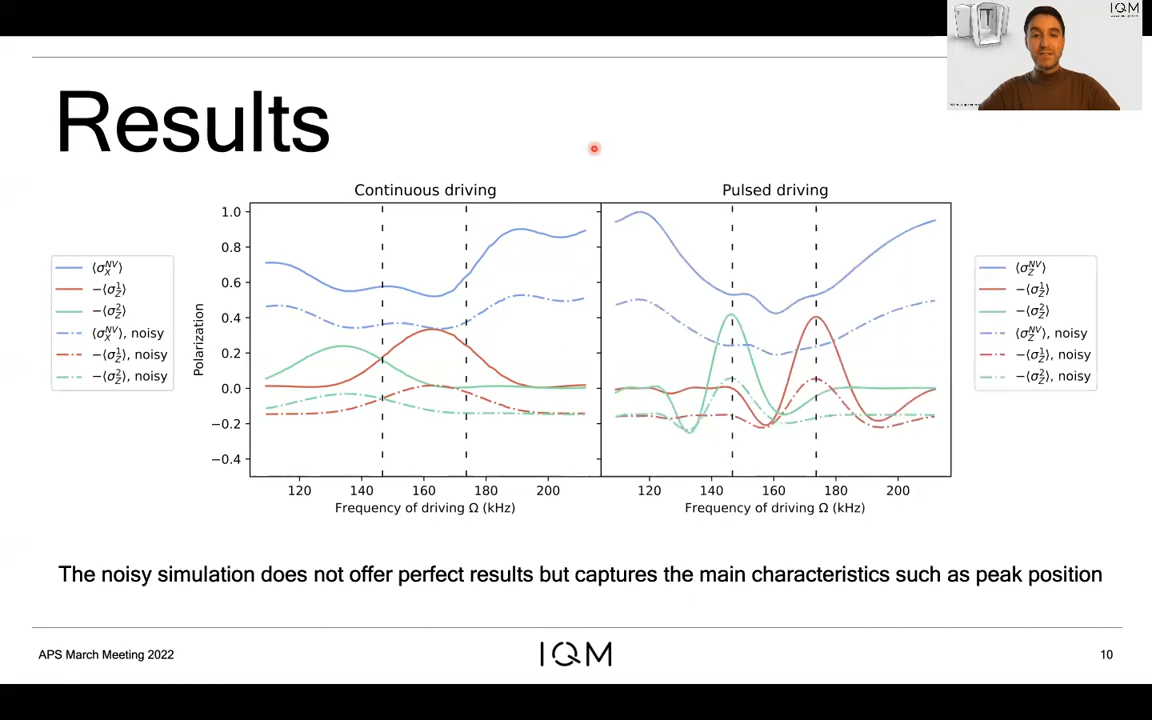 IQM
Results
Continuous driving
Pulsed driving
1.0
0.8
0.6
0.4
0.2
0.0
−0.2
−0.4
Polarization
⟨σ_X^NV⟩
−⟨σ_Z^1⟩
−⟨σ_Z^2⟩
⟨σ_X^NV⟩, noisy
−⟨σ_Z^1⟩, noisy
−⟨σ_Z^2⟩, noisy
⟨σ_Z^NV⟩
−⟨σ_Z^1⟩
−⟨σ_Z^2⟩
⟨σ_X^NV⟩, noisy
−⟨σ_Z^1⟩, noisy
−⟨σ_Z^2⟩, noisy
120 140 160 180 200
120 140 160 180 200
Frequency of driving Ω (kHz)
Frequency of driving Ω (kHz)
The noisy simulation does not offer perfect results but captures the main characteristics such as peak position
APS March Meeting 2022
IQM
10